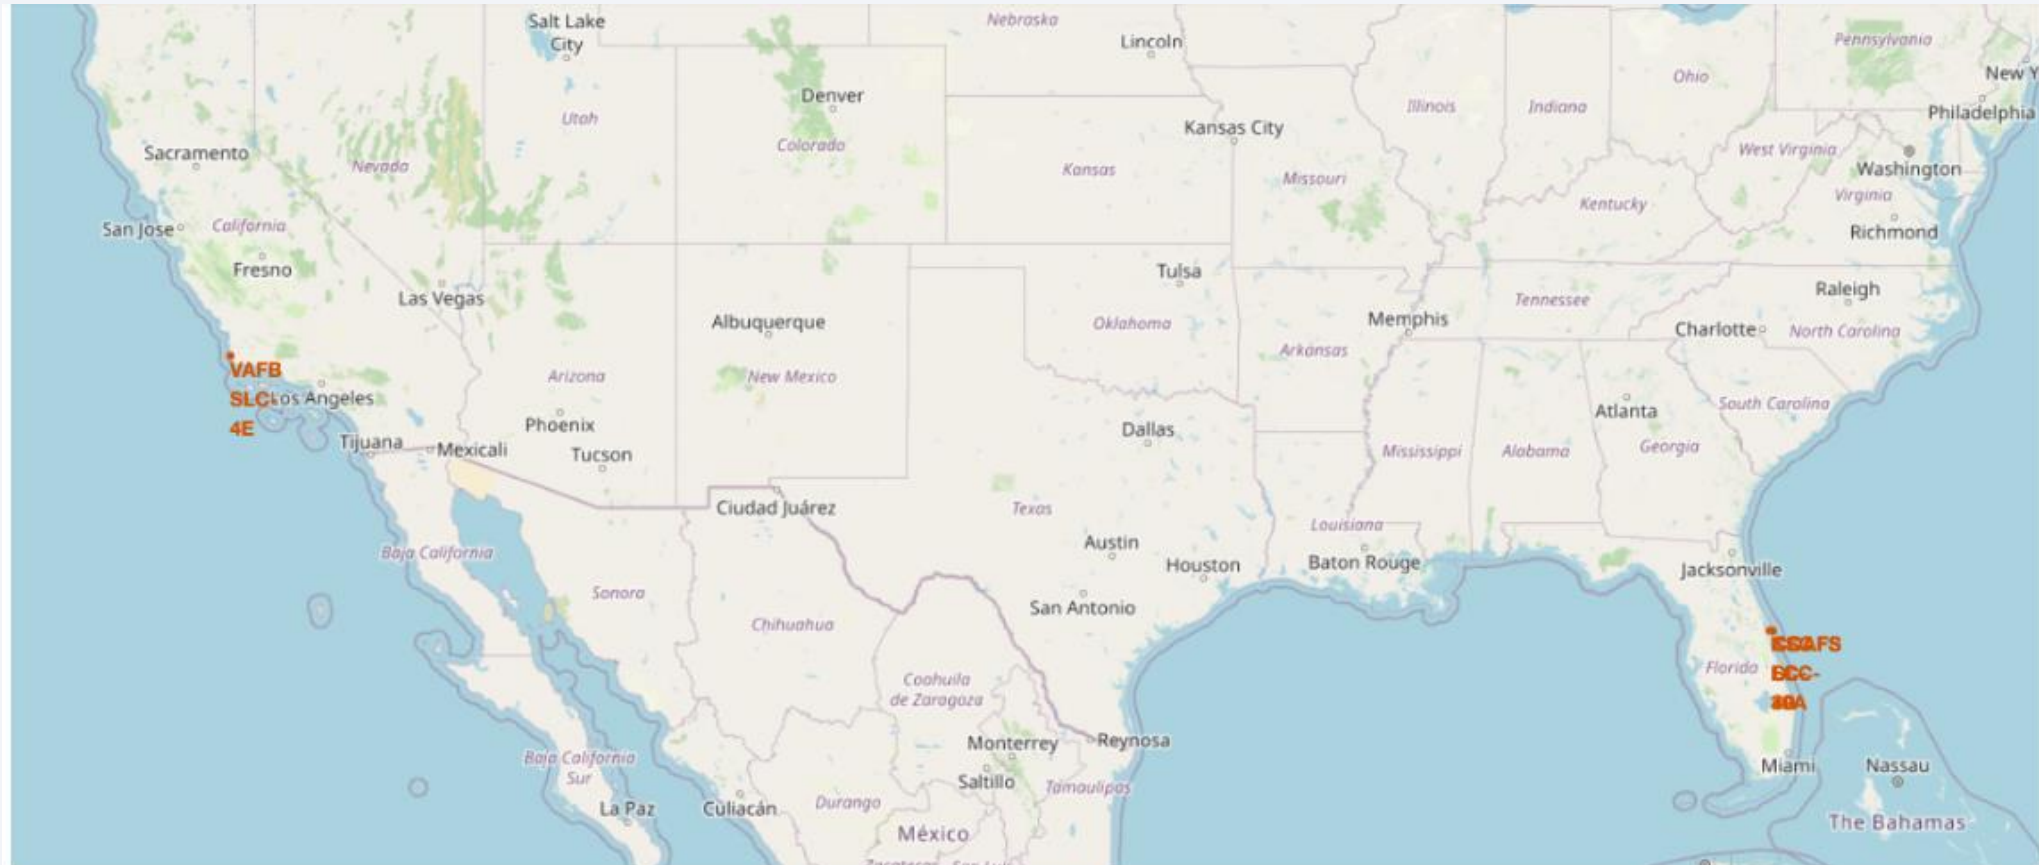 Salt Lake
City
Nebraska
Lincoln
Pennsylvania
Ohio
New Y
Denver
Illinois
Indiana
Philadelphia
Utah
Kansas City
Sacramento
Colorado
West Virginia
Nevada
Kansas
Missouri
Washington
Virginia
Kentucky
San Jose
California
Richmond
Fresno
Tulsa
Las Vegas
Raleigh
Tennessee
Albuquerque
Oklahoma
Memphis
Charlotte
North Carolina
Arkansas
VAFB
SLC-
4E
Arizona
New Mexico
Los Angeles
Atlanta
South Carolina
Phoenix
Dallas
Tijuana
Mexicali
Tucson
Mississippi
Alabama
Georgia
Ciudad Juárez
Texas
Louisiana
Baja California
Austin
Houston
Baton Rouge
Jacksonville
Sonora
San Antonio
Chihuahua
Florida
Coahuila
de Zaragoza
Monterrey
Reynosa
Baja California
Sur
Saltillo
Tamaulipas
Miami
Nassau
La Paz
Culiacán
Durango
México
The Bahamas